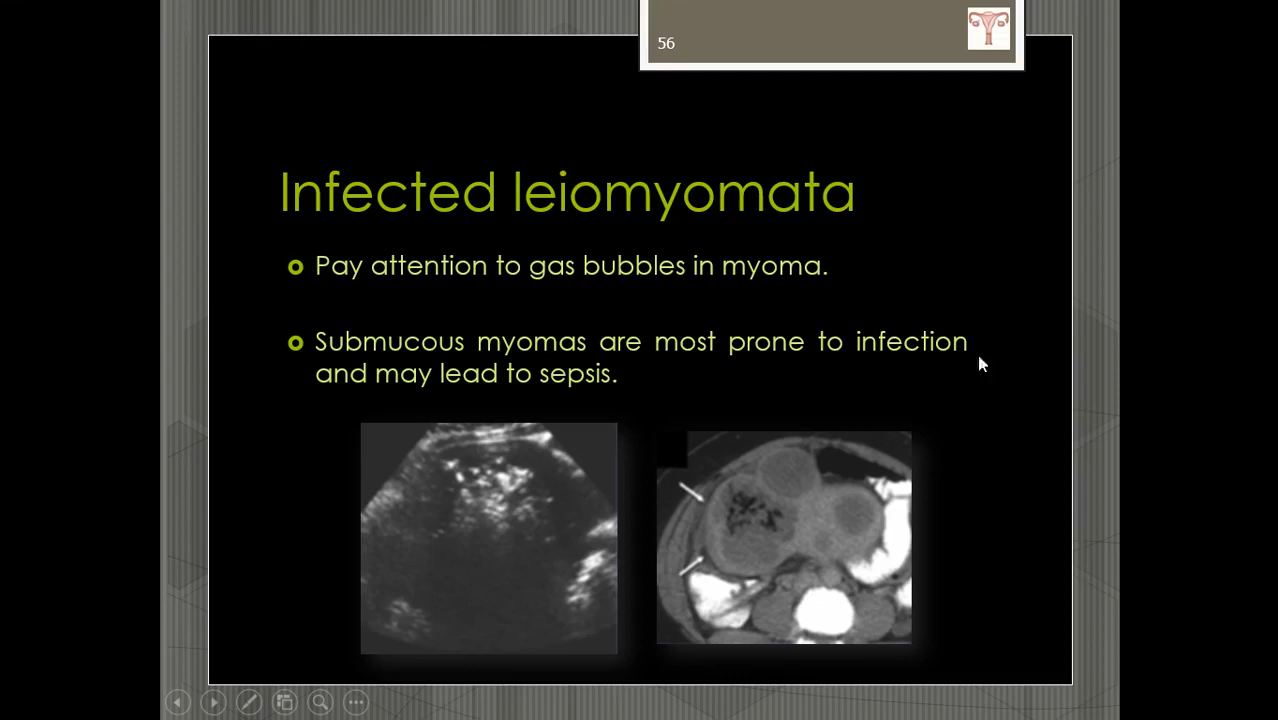 56
Infected leiomyomata
Pay attention to gas bubbles in myoma.
Submucous myomas are most prone to infection
and may lead to sepsis.